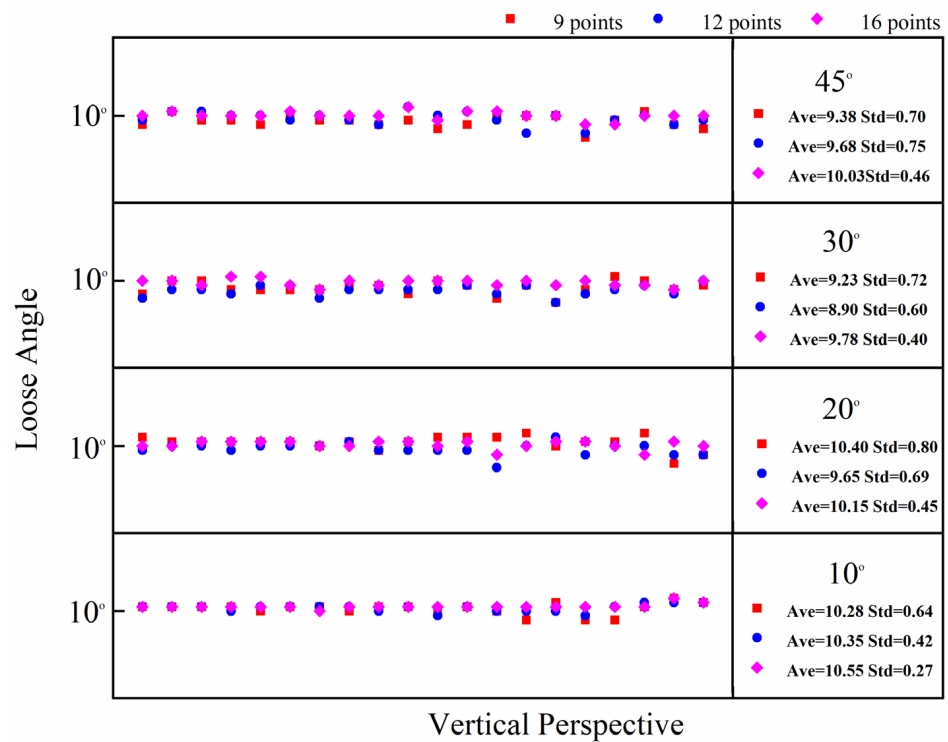 9 points 12 points 16 points
45°
10°
Ave=9.38 Std=0.70
Ave=9.68 Std=0.75
Ave=10.03Std=0.46
30°
10°
Ave=9.23 Std=0.72
Ave=8.90 Std=0.60
Ave=9.78 Std=0.40
Loose Angle
20°
10°
Ave=10.40 Std=0.80
Ave=9.65 Std=0.69
Ave=10.15 Std=0.45
10°
10°
Ave=10.28 Std=0.64
Ave=10.35 Std=0.42
Ave=10.55 Std=0.27
Vertical Perspective